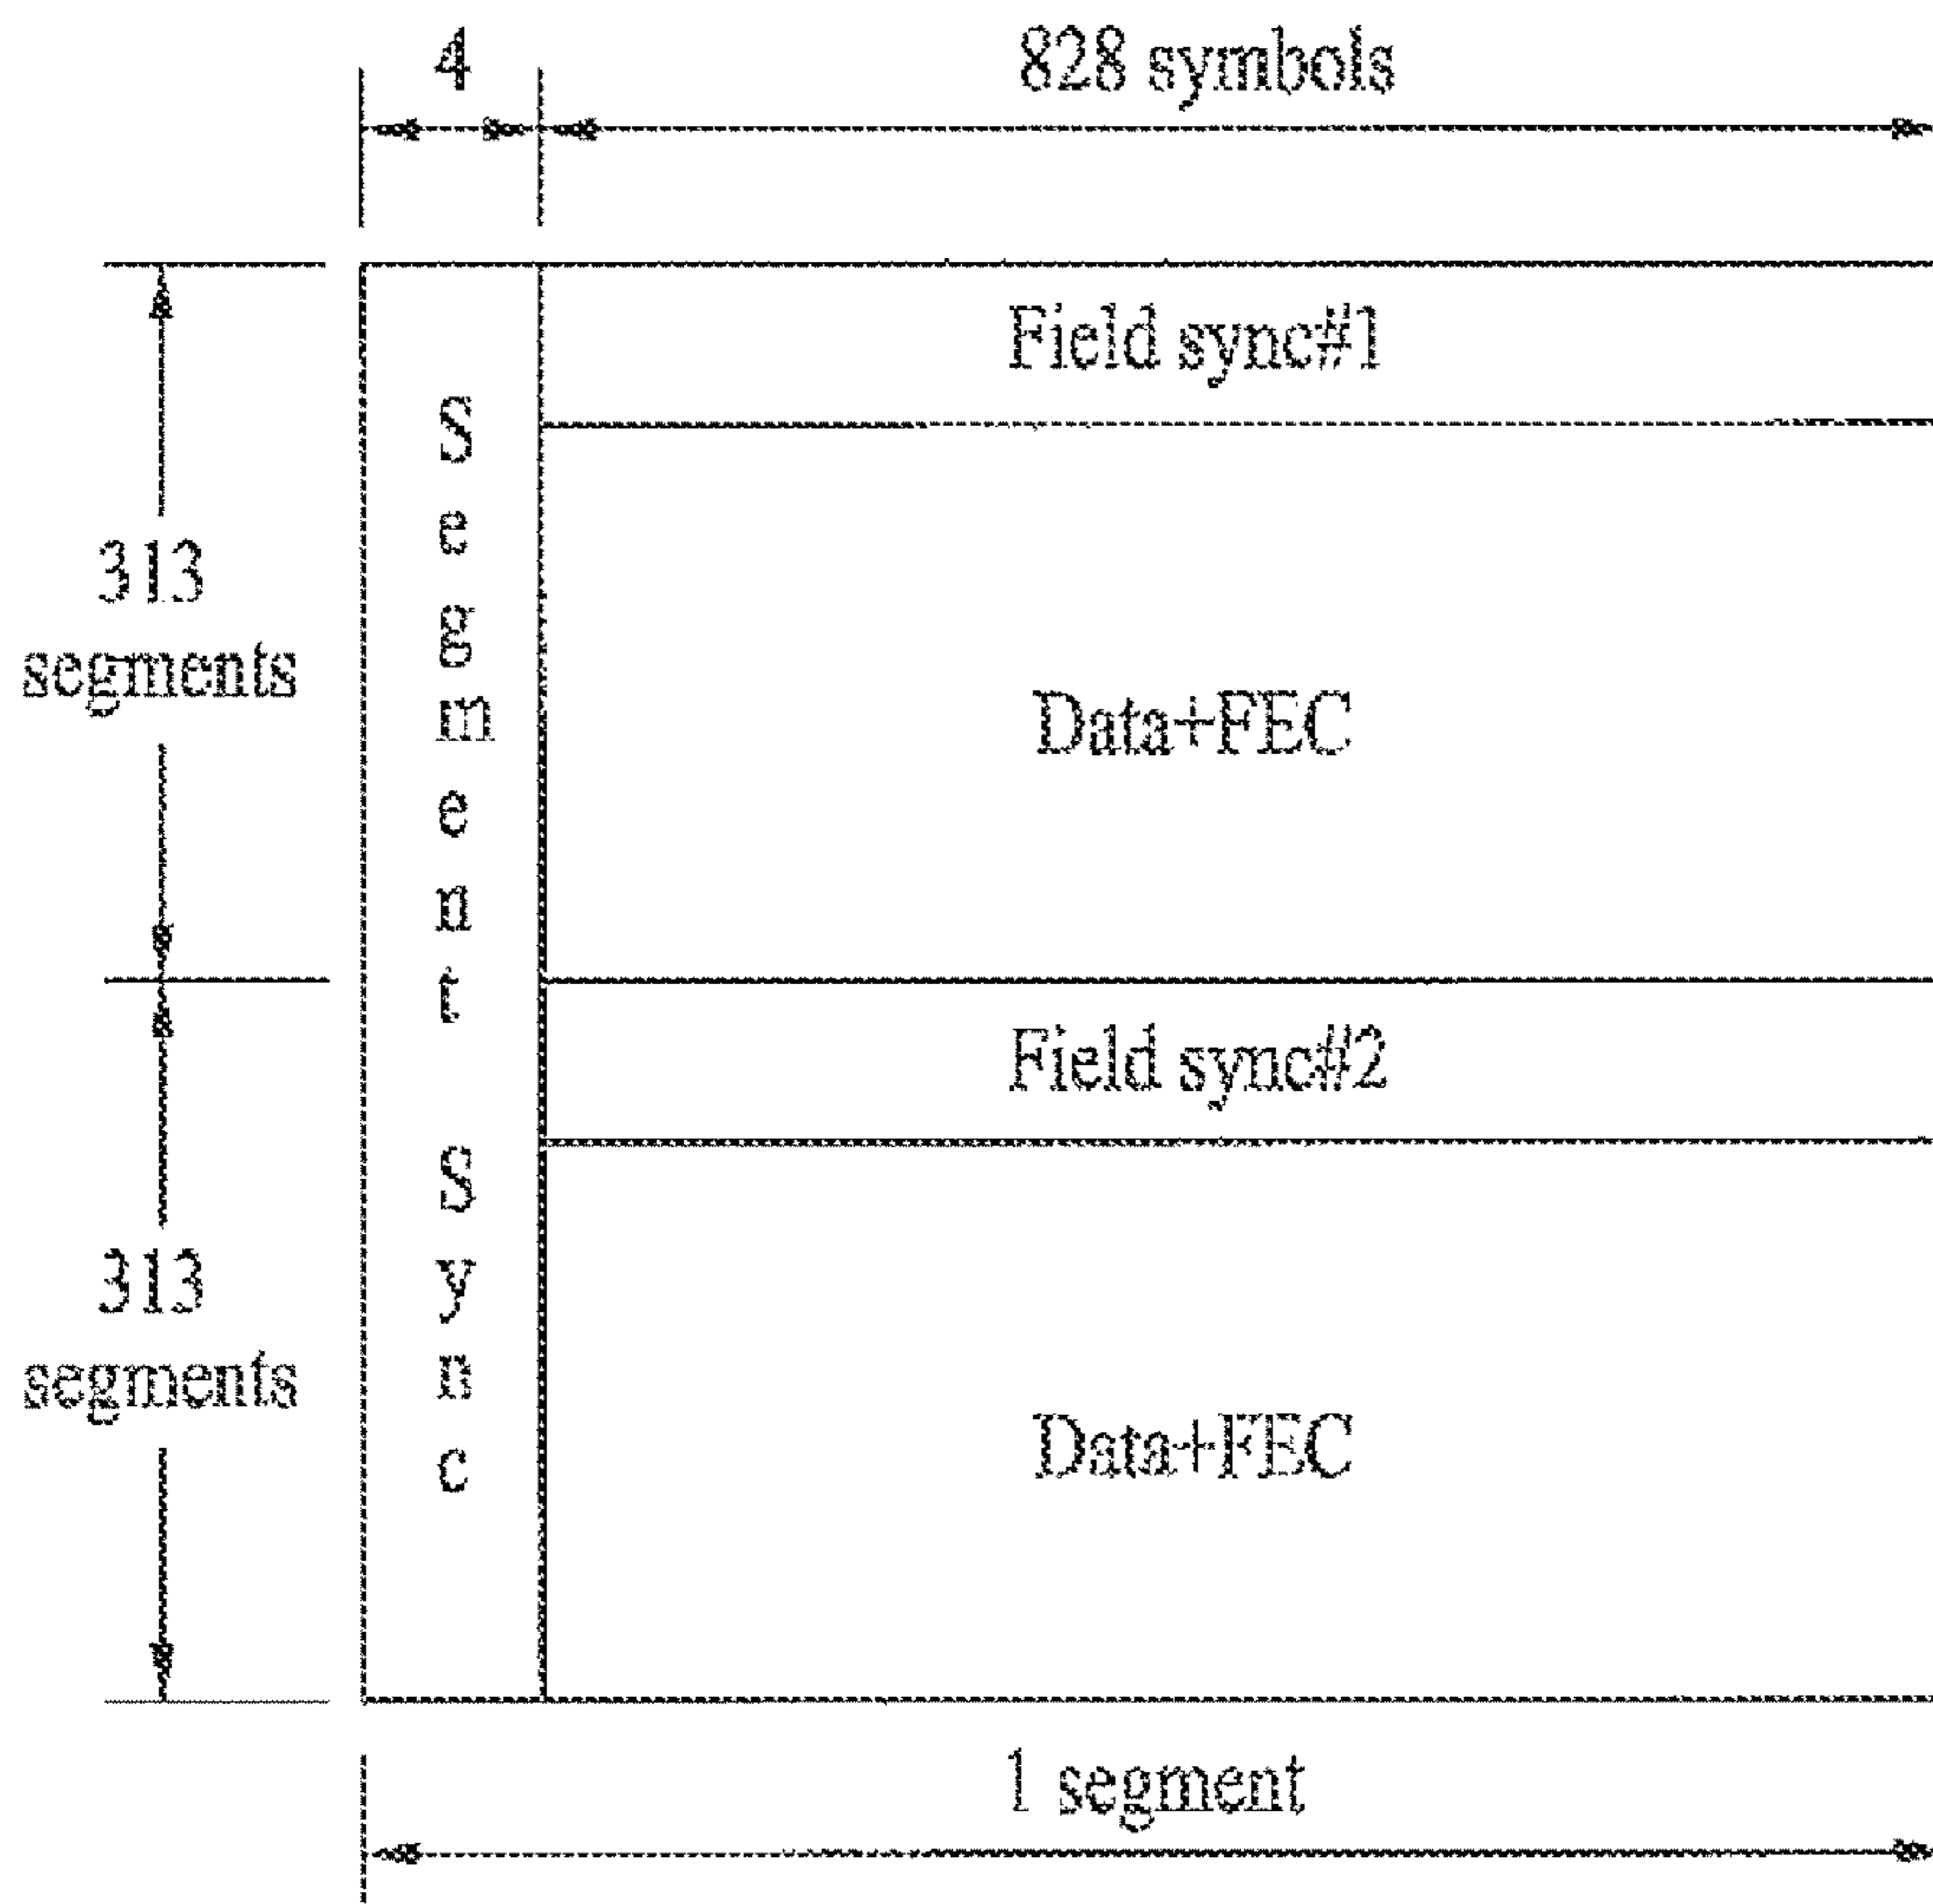 4
828 symbols
Field sync#1
Segment sync
313
segments
Data+FEC
Field sync#2
313
segments
Data+FEC
1 segment